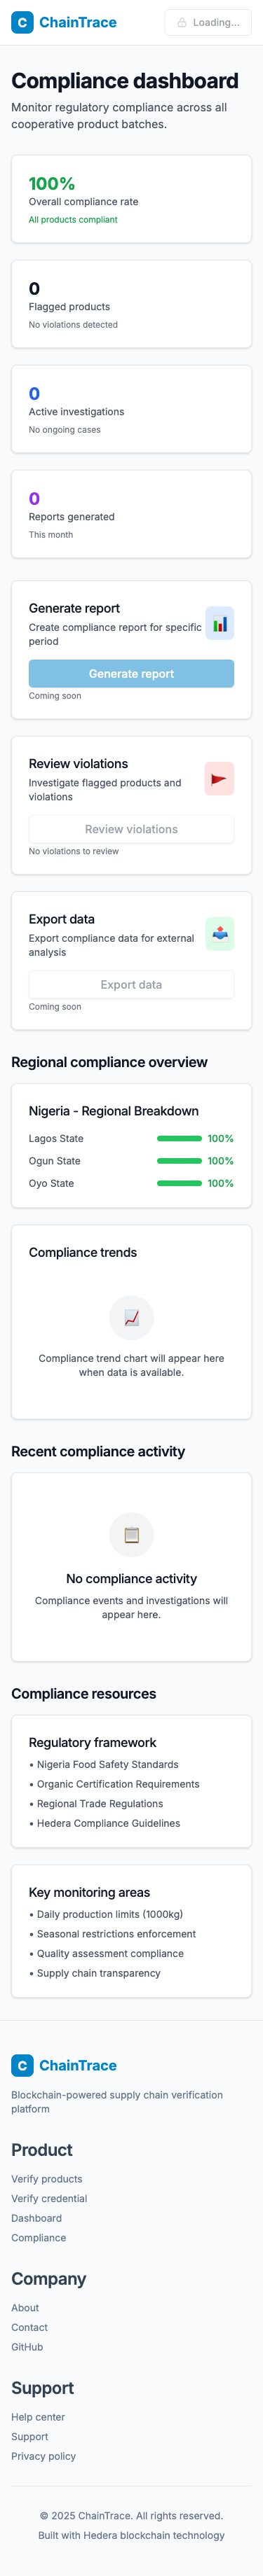 C ChainTrace
Loading...
Compliance dashboard
Monitor regulatory compliance across all
cooperative product batches.
100%
Overall compliance rate
All products compliant
0
Flagged products
No violations detected
0
Active investigations
No ongoing cases
0
Reports generated
This month
Generate report
Create compliance report for specific
period
Generate report
Coming soon
Review violations
Investigate flagged products and
violations
Review violations
No violations to review
Export data
Export compliance data for external
analysis
Export data
Coming soon
Regional compliance overview
Nigeria - Regional Breakdown
Lagos State 100%
Ogun State 100%
Oyo State 100%
Compliance trends
Compliance trend chart will appear here
when data is available.
Recent compliance activity
No compliance activity
Compliance events and investigations will
appear here.
Compliance resources
Regulatory framework
• Nigeria Food Safety Standards
• Organic Certification Requirements
• Regional Trade Regulations
• Hedera Compliance Guidelines
Key monitoring areas
• Daily production limits (1000kg)
• Seasonal restrictions enforcement
• Quality assessment compliance
• Supply chain transparency
C ChainTrace
Blockchain-powered supply chain verification
platform
Product
Verify products
Verify credential
Dashboard
Compliance
Company
About
Contact
GitHub
Support
Help center
Support
Privacy policy
© 2025 ChainTrace. All rights reserved.
Built with Hedera blockchain technology